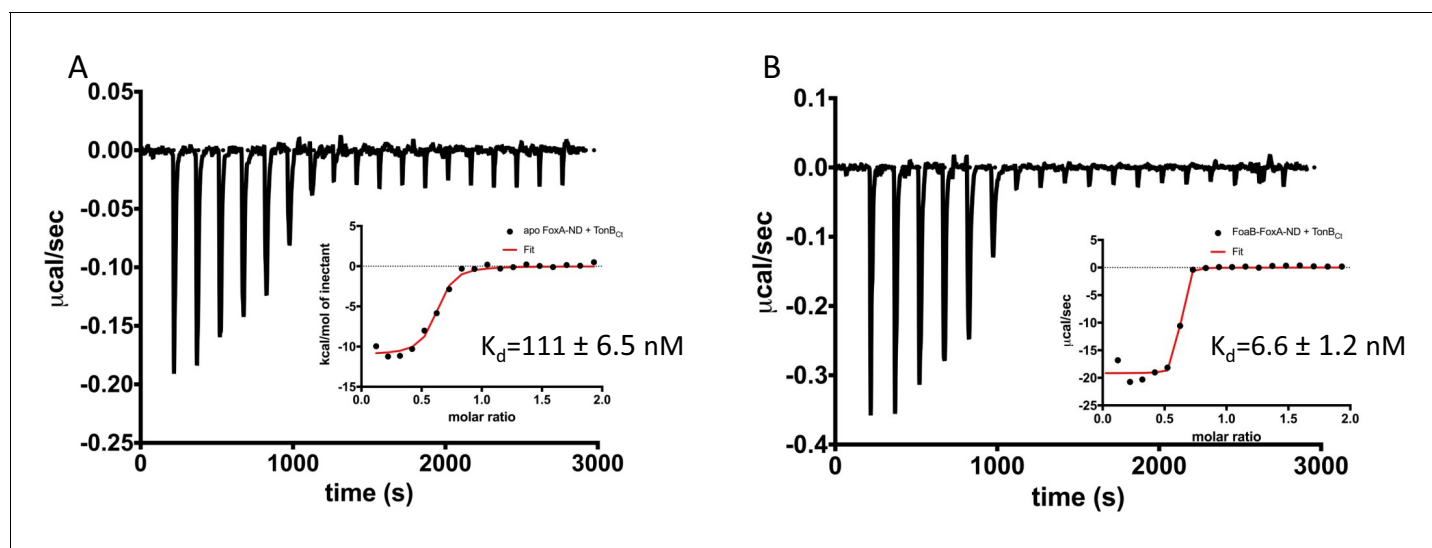 A
0.05
0.00
-0.05
-0.10
-0.15
-0.20
-0.25
μcal/sec
0
1000
2000
3000
time (s)
apo FoxA-ND + TonBCt
Fit
5
0
-5
-10
-15
kcal/mol of inectant
0.0
0.5
1.0
1.5
2.0
molar ratio
Kd=111 ± 6.5 nM
B
0.1
0.0
-0.1
-0.2
-0.3
-0.4
μcal/sec
0
1000
2000
3000
time (s)
FoaB-FoxA-ND + TonBCt
Fit
5
0
-5
-10
-15
-20
-25
μcal/sec
0.0
0.5
1.0
1.5
2.0
molar ratio
Kd=6.6 ± 1.2 nM